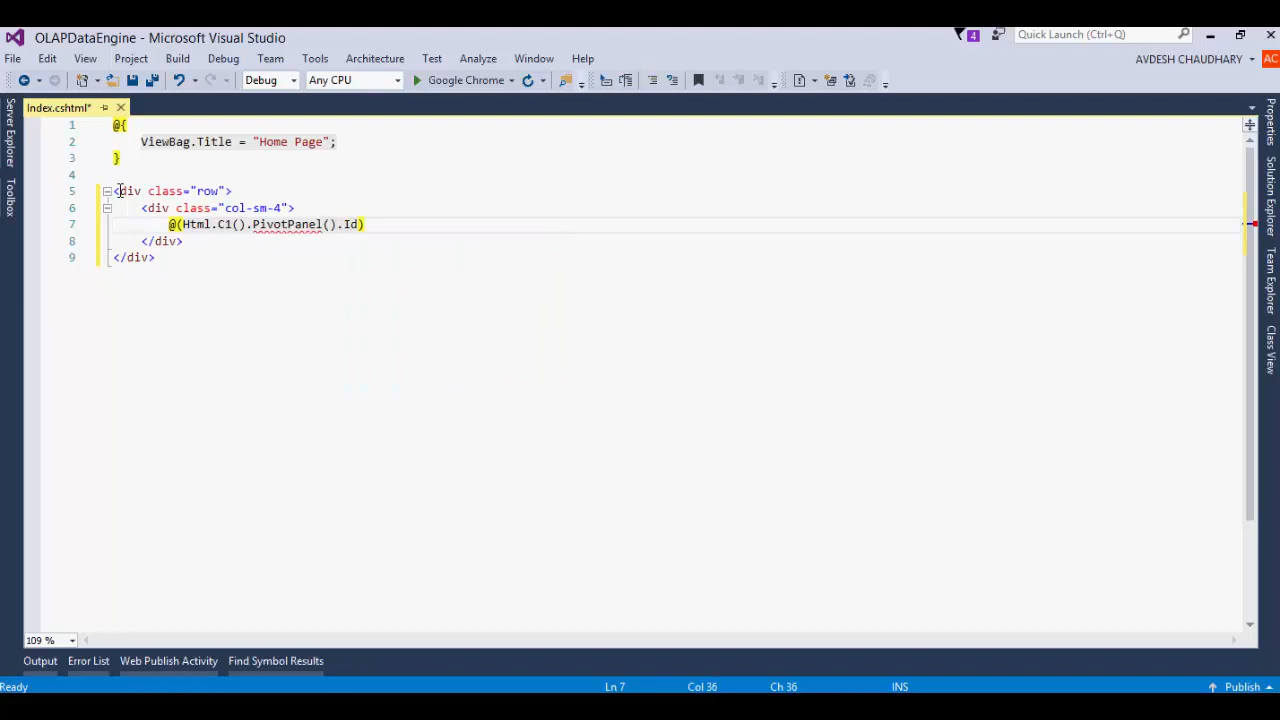 OLAPDataEngine - Microsoft Visual Studio
4
Quick Launch (Ctrl+Q)
File Edit View Project Build Debug Team Tools Architecture Test Analyze Window Help
AVDESH CHAUDHARY
AC
Debug
Any CPU
Google Chrome
Index.cshtml*
Server Explorer
Toolbox
1 @{
2 ViewBag.Title = "Home Page";
3 }
4
5 <div class="row">
6 <div class="col-sm-4">
7 @(Html.C1().PivotPanel().Id)
8 </div>
9 </div>
Properties
Solution Explorer
Team Explorer
Class View
109 %
Output Error List Web Publish Activity Find Symbol Results
Ready
Ln 7 Col 36 Ch 36 INS Publish